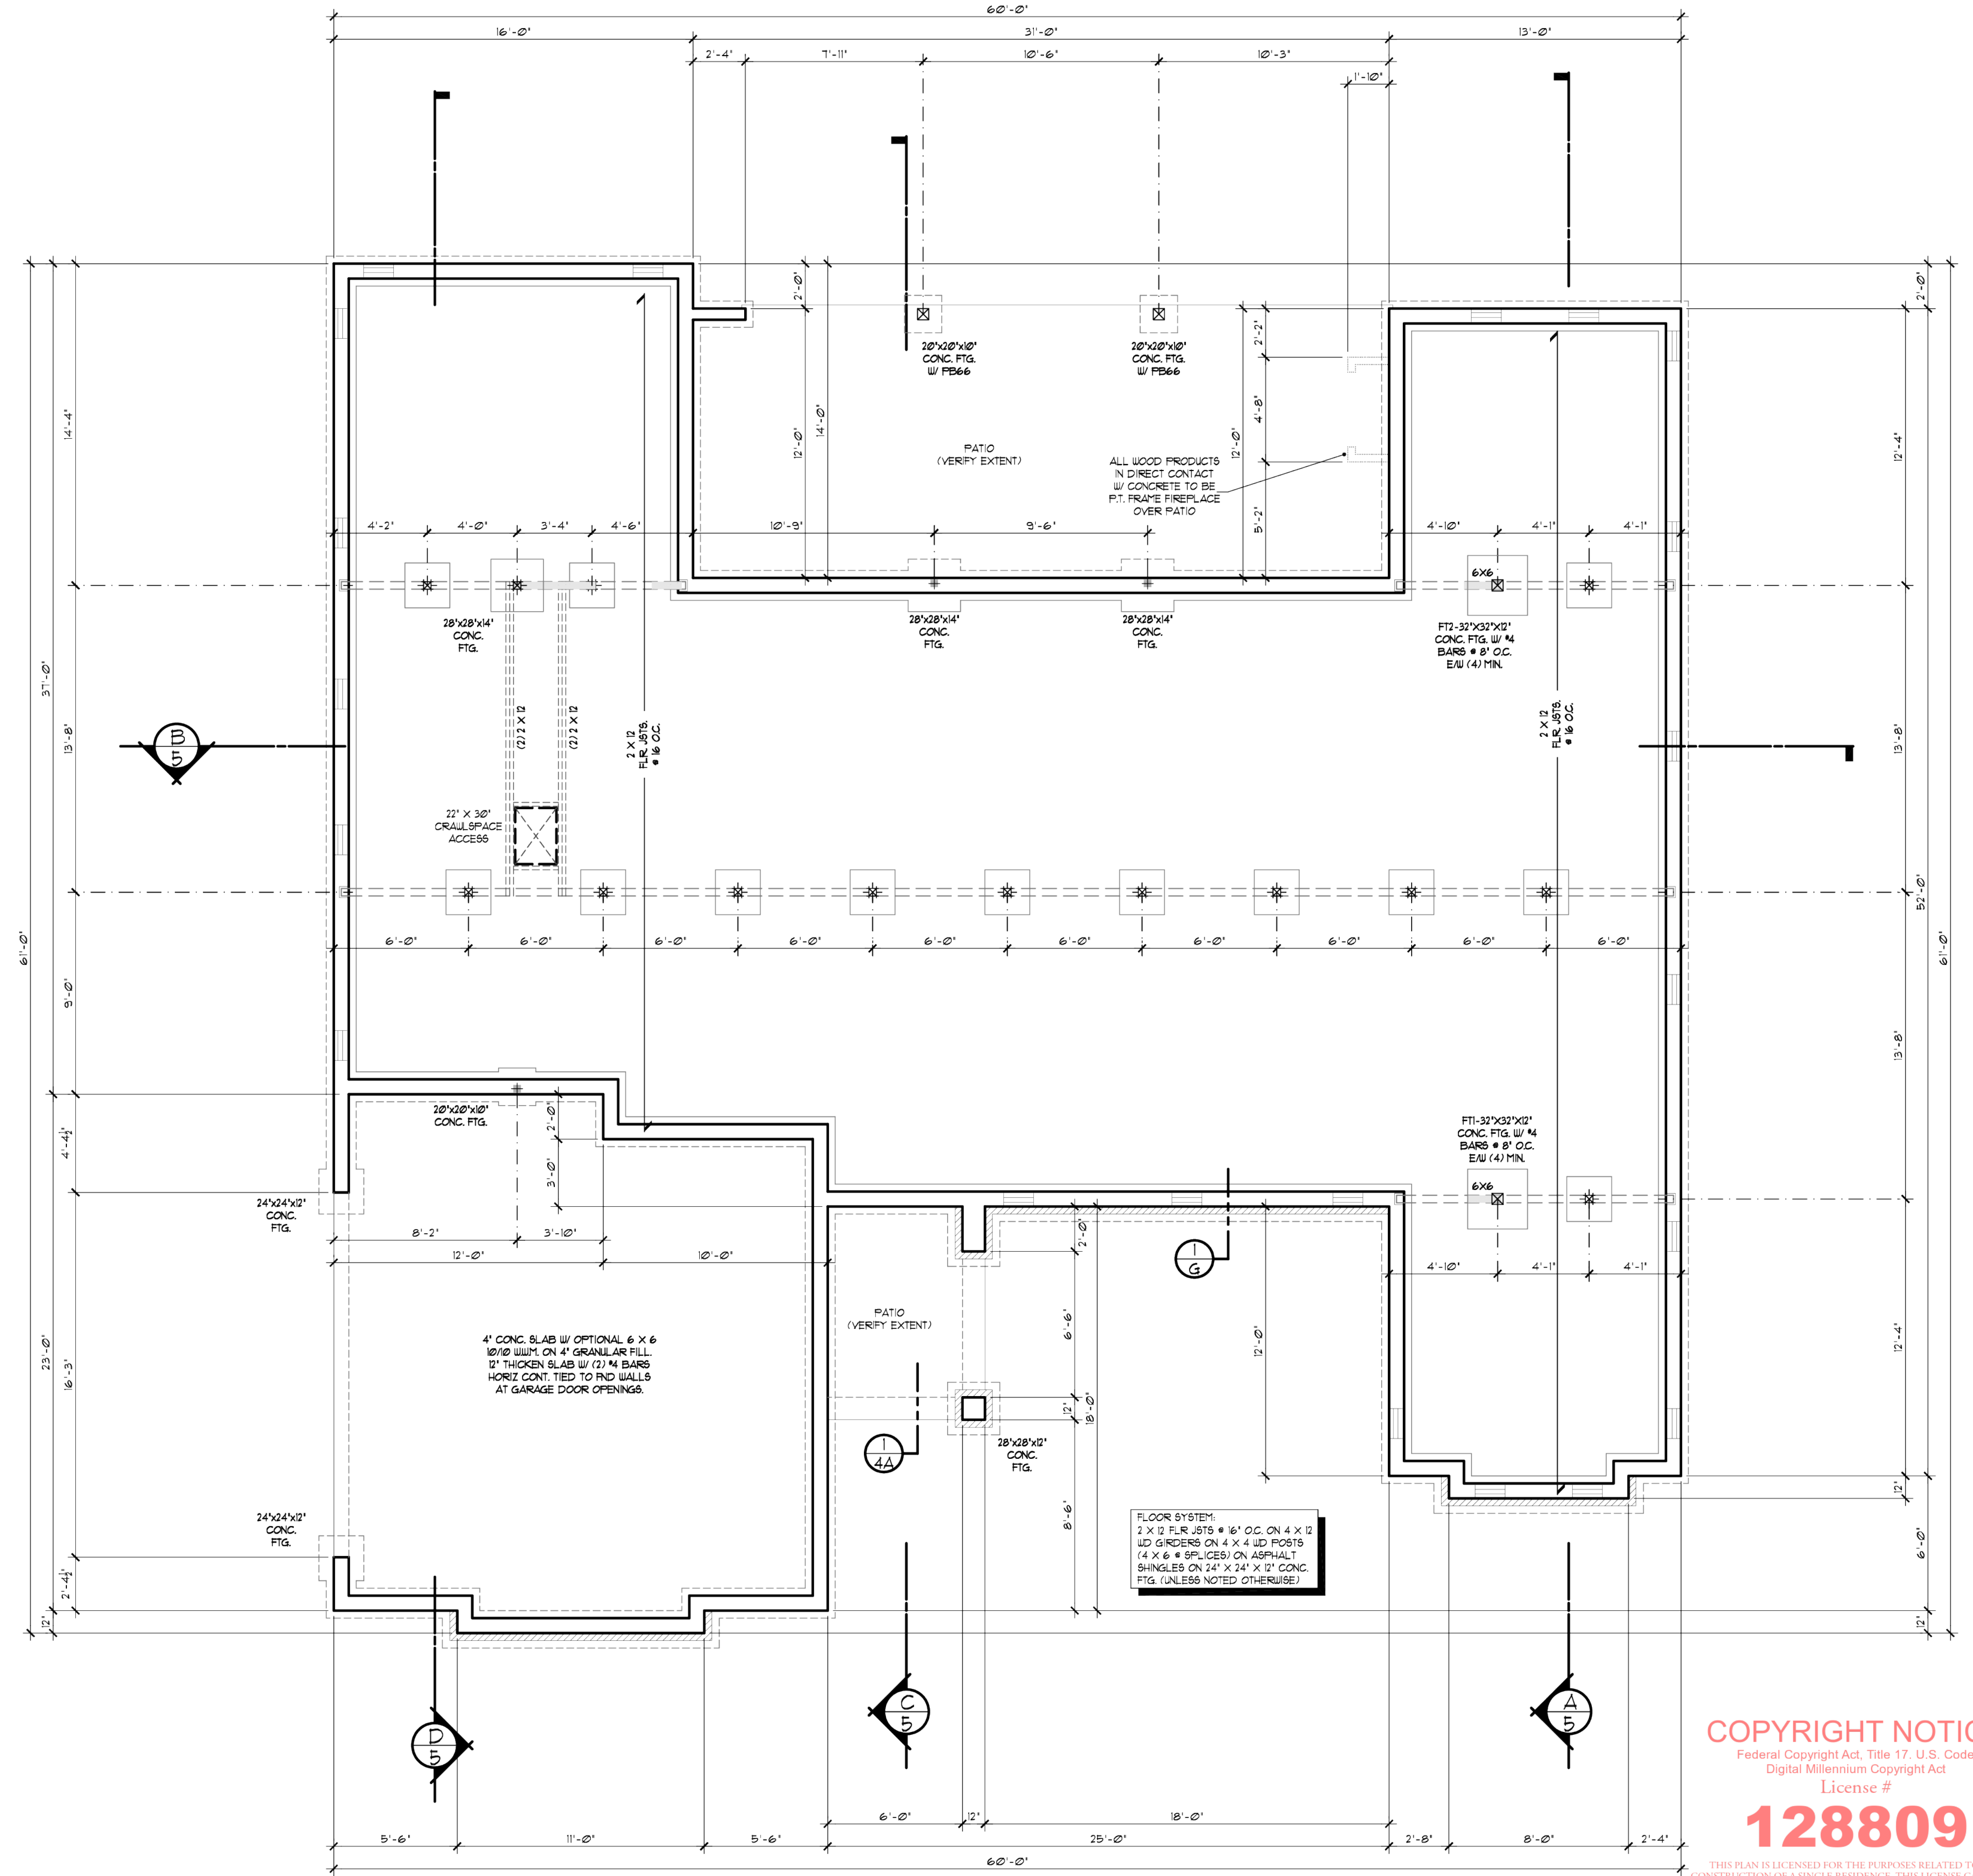 60'-0"
16'-0"
31'-0"
13'-0"
2'-4"
7'-11"
10'-6"
10'-3"
1'-10"
2'-0"
2'-0"
20"x20"x10"
CONC. FTG.
W/ PB66
20"x20"x10"
CONC. FTG.
W/ PB66
2'-2"
14'-4"
12'-0"
14'-0"
12'-0"
4'-8"
12'-4"
PATIO
(VERIFY EXTENT)
ALL WOOD PRODUCTS
IN DIRECT CONTACT
W/ CONCRETE TO BE
P.T. FRAME FIREPLACE
OVER PATIO
5'-2"
4'-2"
4'-0"
3'-4"
4'-6"
10'-9"
9'-6"
4'-10"
4'-1"
4'-1"
6X6
28"x28"x14"
CONC.
FTG.
28"x28"x14"
CONC.
FTG.
28"x28"x14"
CONC.
FTG.
FT2-32"X32"X12"
CONC. FTG. W/ #4
BARS @ 8" O.C.
E/W (4) MIN.
37'-0"
13'-8"
B
5
(2) 2 X 12
(2) 2 X 12
2 X 12
FLR. JSTS.
@ 16 O.C.
2 X 12
FLR. JSTS.
@ 16 O.C.
13'-8"
22" X 30"
CRAWLSPACE
ACCESS
52'-0"
61'-0"
61'-0"
6'-0"
6'-0"
6'-0"
6'-0"
6'-0"
6'-0"
6'-0"
6'-0"
6'-0"
6'-0"
9'-0"
13'-8"
20"x20"x10"
CONC. FTG.
2'-0"
3'-0"
4'-4½"
FT1-32"X32"X12"
CONC. FTG. W/ #4
BARS @ 8" O.C.
E/W (4) MIN.
6X6
24"x24"x12"
CONC.
FTG.
8'-2"
3'-10"
12'-0"
10'-0"
2'-0"
1
G
4'-10"
4'-1"
4'-1"
PATIO
(VERIFY EXTENT)
6'-6"
12'-0"
12'-4"
23'-0"
16'-3"
4" CONC. SLAB W/ OPTIONAL 6 X 6
10/10 W.W.M. ON 4" GRANULAR FILL.
12" THICKEN SLAB W/ (2) #4 BARS
HORIZ CONT. TIED TO FND WALLS
AT GARAGE DOOR OPENINGS.
12"
18'-0"
1
4A
28"x28"x12"
CONC.
FTG.
12"
8'-6"
24"x24"x12"
CONC.
FTG.
FLOOR SYSTEM:
2 X 12 FLR JSTS @ 16" O.C. ON 4 X 12
WD GIRDERS ON 4 X 4 WD POSTS
(4 X 6 @ SPLICES) ON ASPHALT
SHINGLES ON 24" X 24" X 12" CONC.
FTG. (UNLESS NOTED OTHERWISE)
6'-0"
2'-4½"
12"
12"
D
5
C
5
A
5
6'-0"
12"
18'-0"
5'-6"
11'-0"
5'-6"
25'-0"
2'-8"
8'-0"
2'-4"
60'-0"
COPYRIGHT NOTIC
Federal Copyright Act, Title 17. U.S. Code
Digital Millennium Copyright Act
License #
128809
THIS PLAN IS LICENSED FOR THE PURPOSES RELATED TO